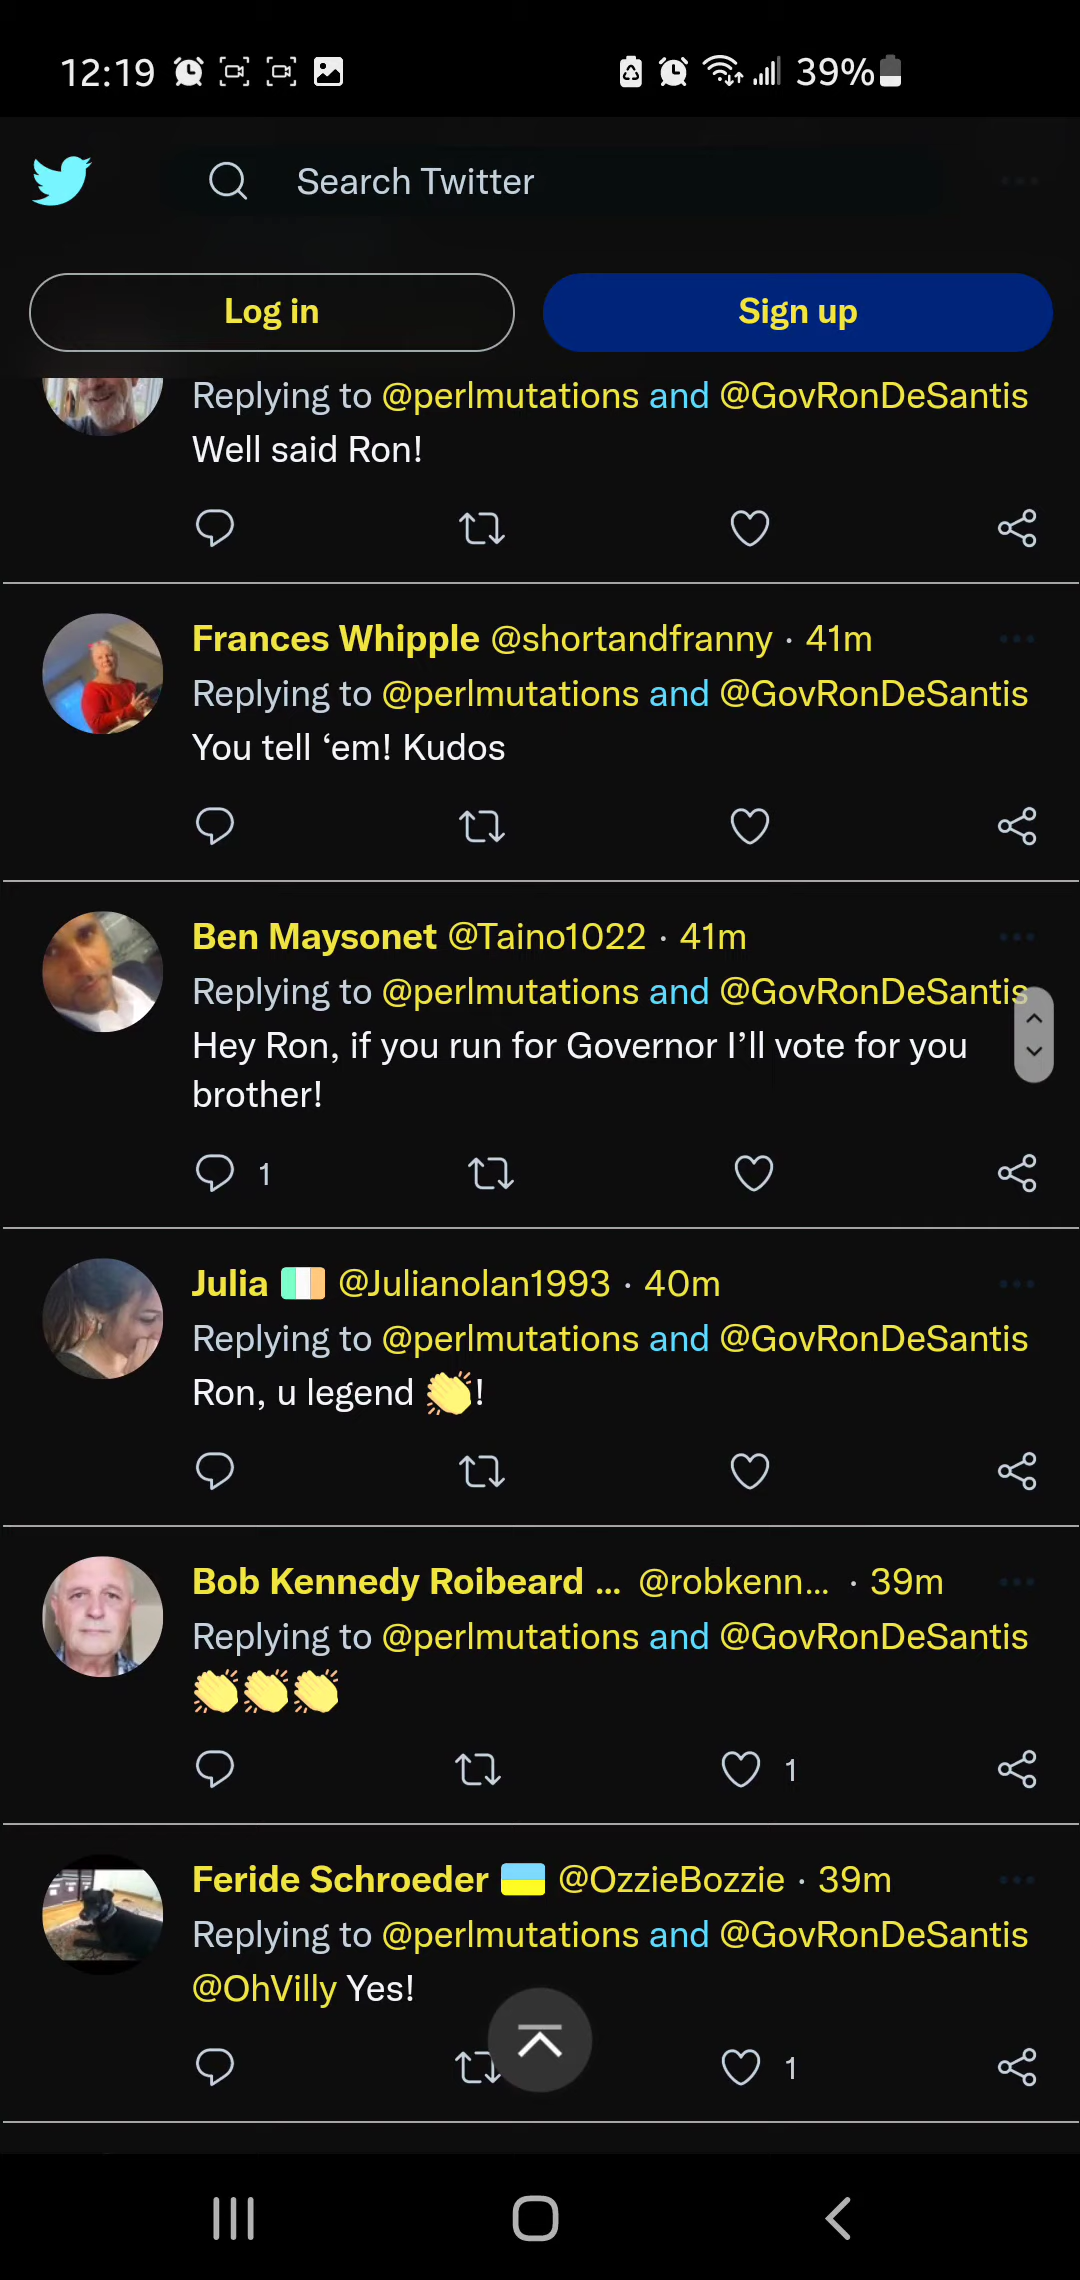 12:19 39%
Search Twitter
Log in Sign up
Replying to @perlmutations and @GovRonDeSantis
Well said Ron!
Frances Whipple @shortandfranny · 41m
Replying to @perlmutations and @GovRonDeSantis
You tell ‘em! Kudos
Ben Maysonet @Taino1022 · 41m
Replying to @perlmutations and @GovRonDeSantis
Hey Ron, if you run for Governor I’ll vote for you
brother!
1
Julia 🇮🇪 @Julianolan1993 · 40m
Replying to @perlmutations and @GovRonDeSantis
Ron, u legend 👏!
Bob Kennedy Roibeard ... @robkenn... · 39m
Replying to @perlmutations and @GovRonDeSantis
👏👏👏
1
Feride Schroeder 🇺🇦 @OzzieBozzie · 39m
Replying to @perlmutations and @GovRonDeSantis
@OhVilly Yes!
1